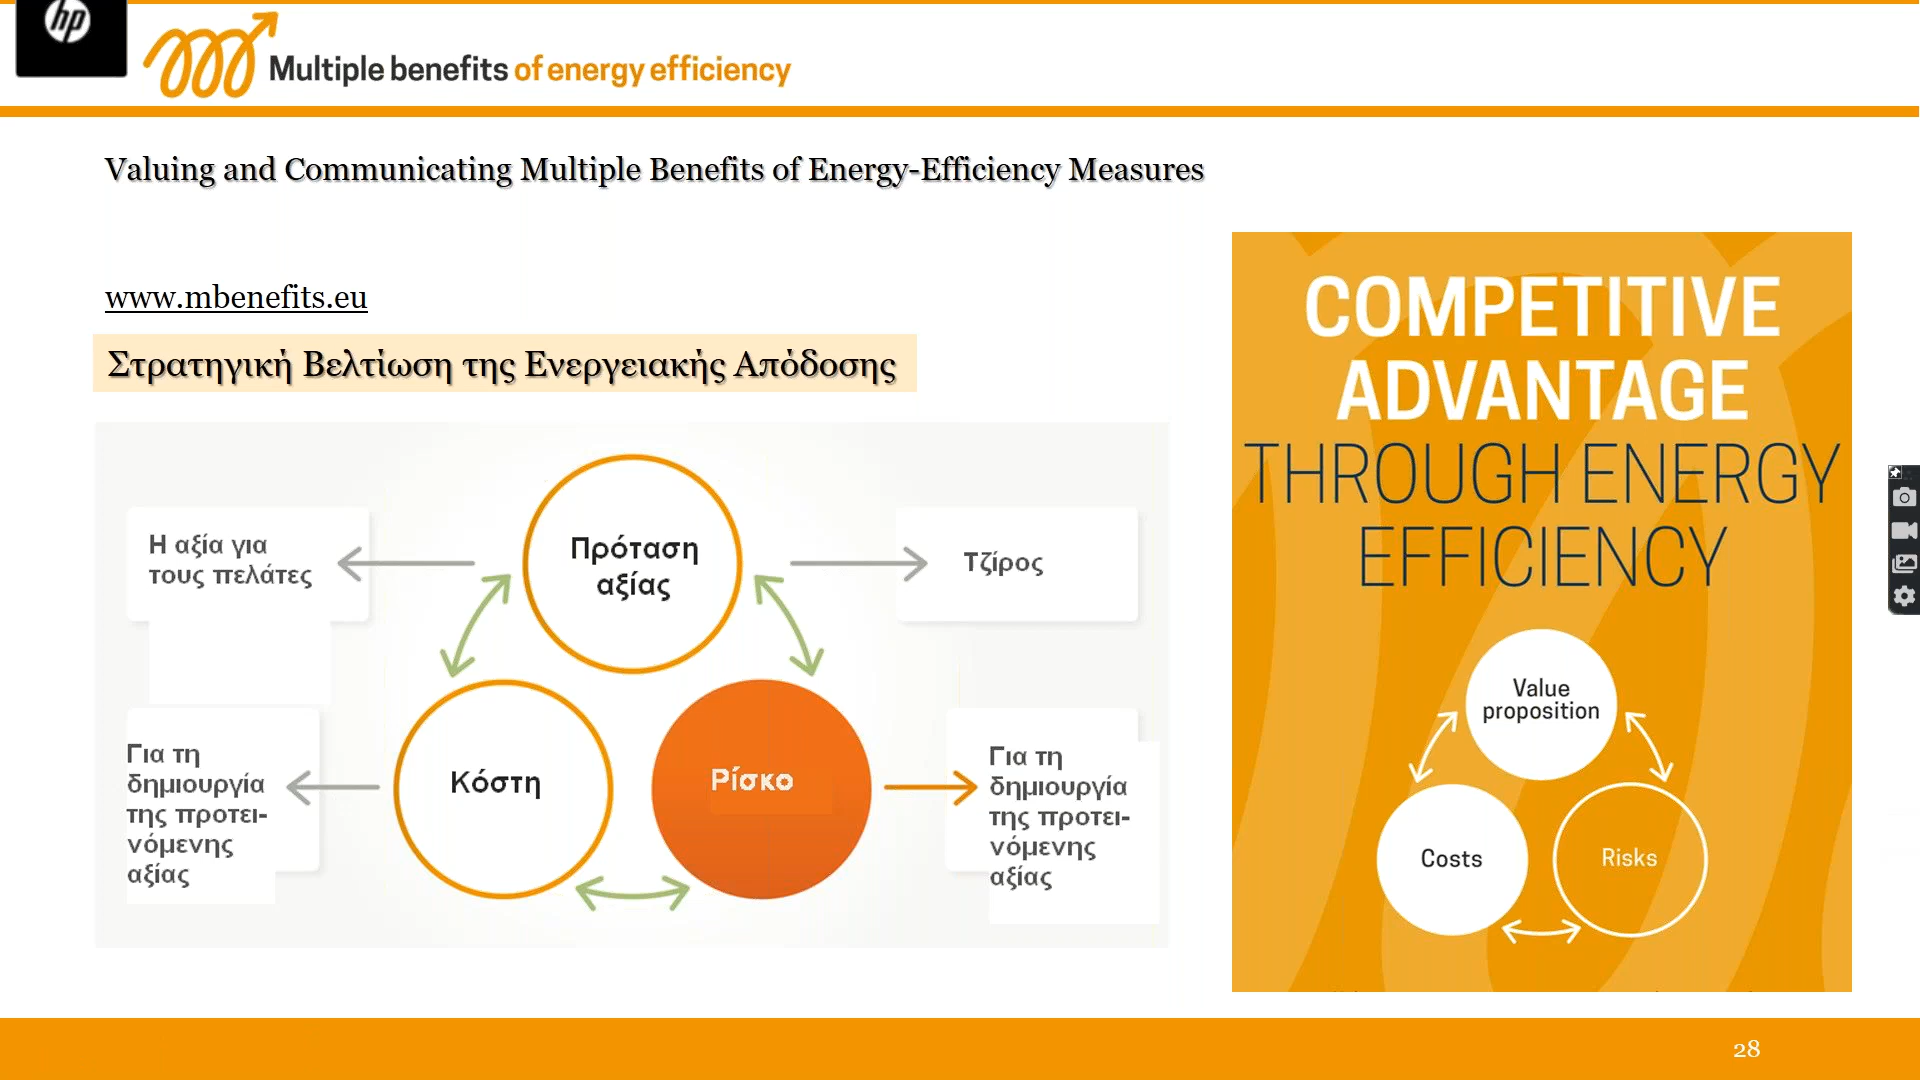 hp
Multiple benefits of energy efficiency
Valuing and Communicating Multiple Benefits of Energy-Efficiency Measures
www.mbenefits.eu
Στρατηγική Βελτίωση της Ενεργειακής Απόδοσης
Πρόταση
αξίας
Η αξία για
τους πελάτες
Τζίρος
Κόστη
Ρίσκο
Για τη
δημιουργία
της προτει-
νόμενης
αξίας
Για τη
δημιουργία
της προτει-
νόμενης
αξίας
COMPETITIVE
ADVANTAGE
THROUGH ENERGY
EFFICIENCY
Value
proposition
Costs
Risks
28